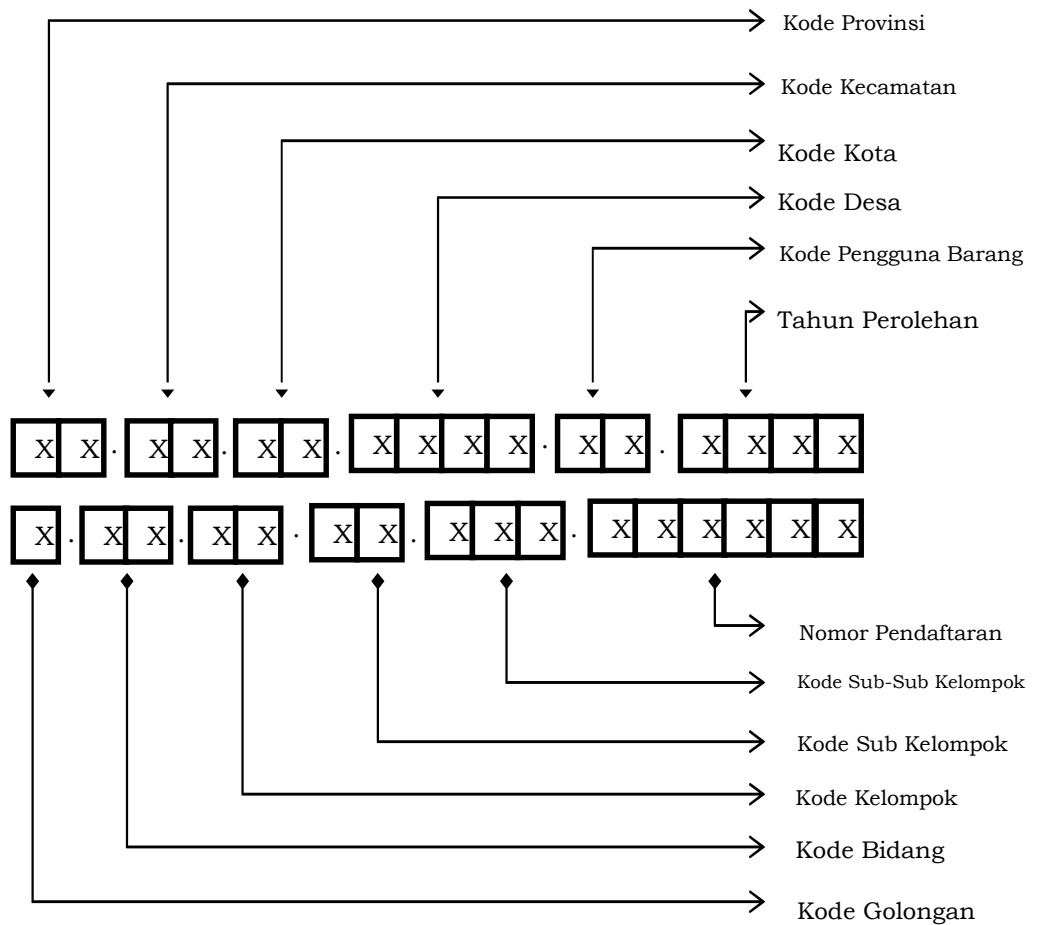 Kode Provinsi
Kode Kecamatan
Kode Kota
Kode Desa
Kode Pengguna Barang
Tahun Perolehan
X X . X X . X X . X X X X . X X . X X X X
X . X X . X X . X X . X X X . X X X X X X
Nomor Pendaftaran
Kode Sub-Sub Kelompok
Kode Sub Kelompok
Kode Kelompok
Kode Bidang
Kode Golongan